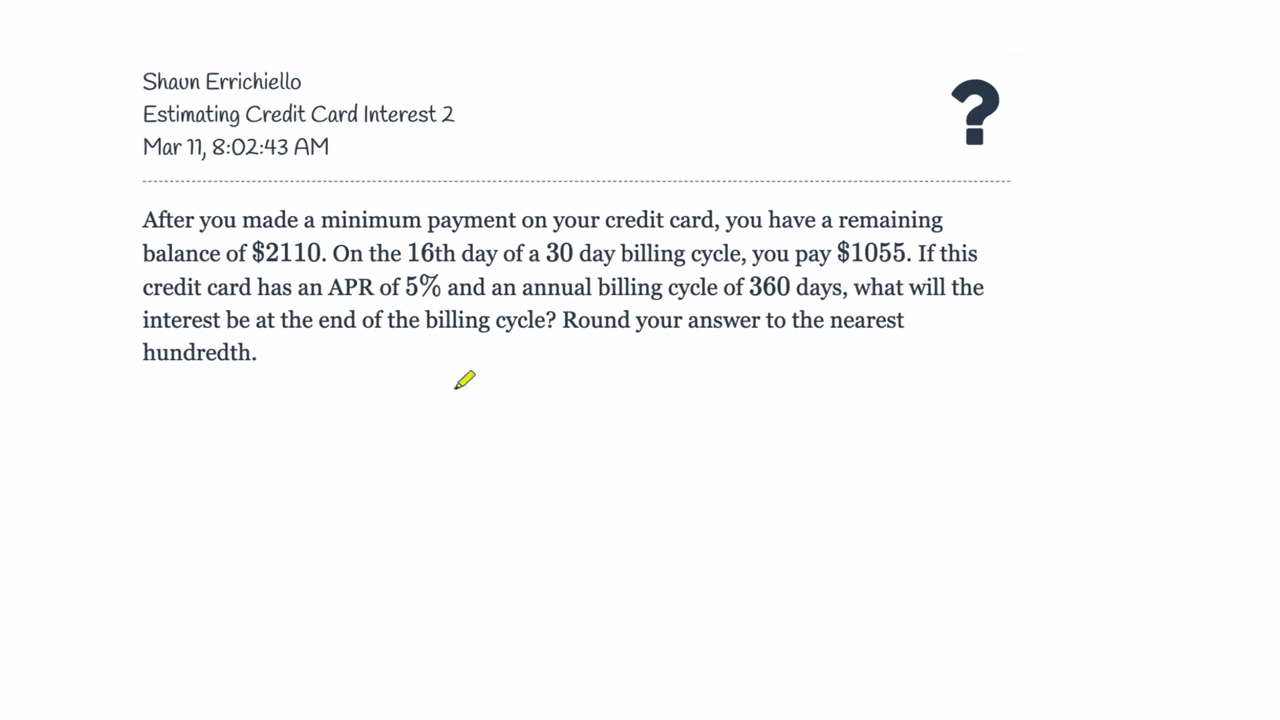 Shaun Errichiello
Estimating Credit Card Interest 2
Mar 11, 8:02:43 AM
?
After you made a minimum payment on your credit card, you have a remaining
balance of $2110. On the 16th day of a 30 day billing cycle, you pay $1055. If this
credit card has an APR of 5% and an annual billing cycle of 360 days, what will the
interest be at the end of the billing cycle? Round your answer to the nearest
hundredth.